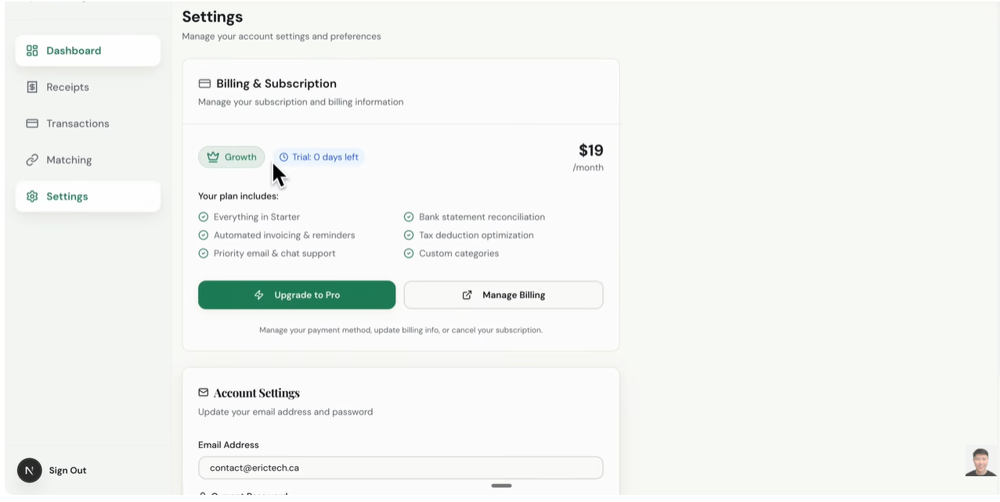 Settings
Manage your account settings and preferences
Dashboard
Receipts
Transactions
Matching
Settings
Billing & Subscription
Manage your subscription and billing information
Growth
Trial: 0 days left
$19
/month
Your plan includes:
Everything in Starter
Bank statement reconciliation
Automated invoicing & reminders
Tax deduction optimization
Priority email & chat support
Custom categories
Upgrade to Pro
Manage Billing
Manage your payment method, update billing info, or cancel your subscription.
Account Settings
Update your email address and password
Email Address
contact@erictech.ca
N
Sign Out